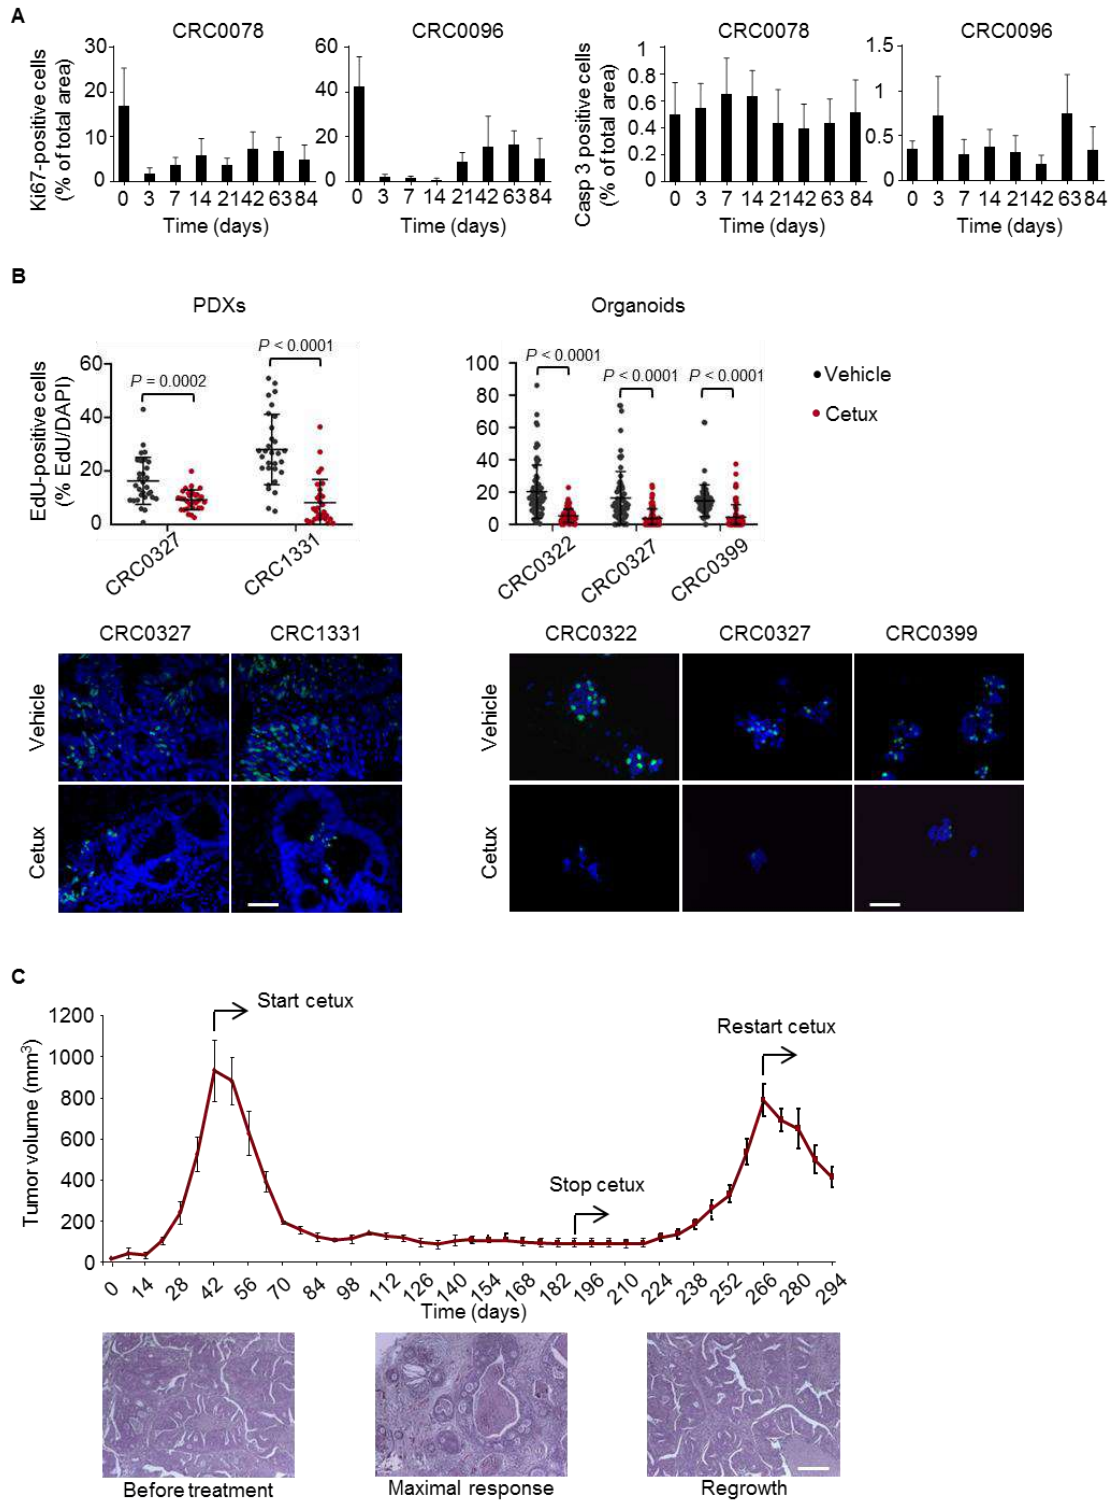 A
CRC0078
CRC0096
CRC0078
CRC0096
Ki67-positive cells
(% of total area)
30
20
10
0
0 3 7 14 21 42 63 84
Time (days)
60
40
20
0
0 3 7 14 21 42 63 84
Time (days)
Casp 3 positive cells
(% of total area)
1
0.8
0.6
0.4
0.2
0
0 3 7 14 21 42 63 84
Time (days)
1.5
1
0.5
0
0 3 7 14 21 42 63 84
Time (days)
B
PDXs
EdU-positive cells
(% EdU/DAPI)
60
40
20
0
P = 0.0002
P < 0.0001
CRC0327
CRC1331
Organoids
100
80
60
40
20
0
P < 0.0001
P < 0.0001
P < 0.0001
CRC0322
CRC0327
CRC0399
Vehicle
Cetux
CRC0327
CRC1331
Vehicle
Cetux
CRC0322
CRC0327
CRC0399
Vehicle
Cetux
C
Tumor volume (mm³)
1200
1000
800
600
400
200
0
Start cetux
Stop cetux
Restart cetux
0 14 28 42 56 70 84 98 112 126 140 154 168 182 196 210 224 238 252 266 280 294
Time (days)
Before treatment
Maximal response
Regrowth